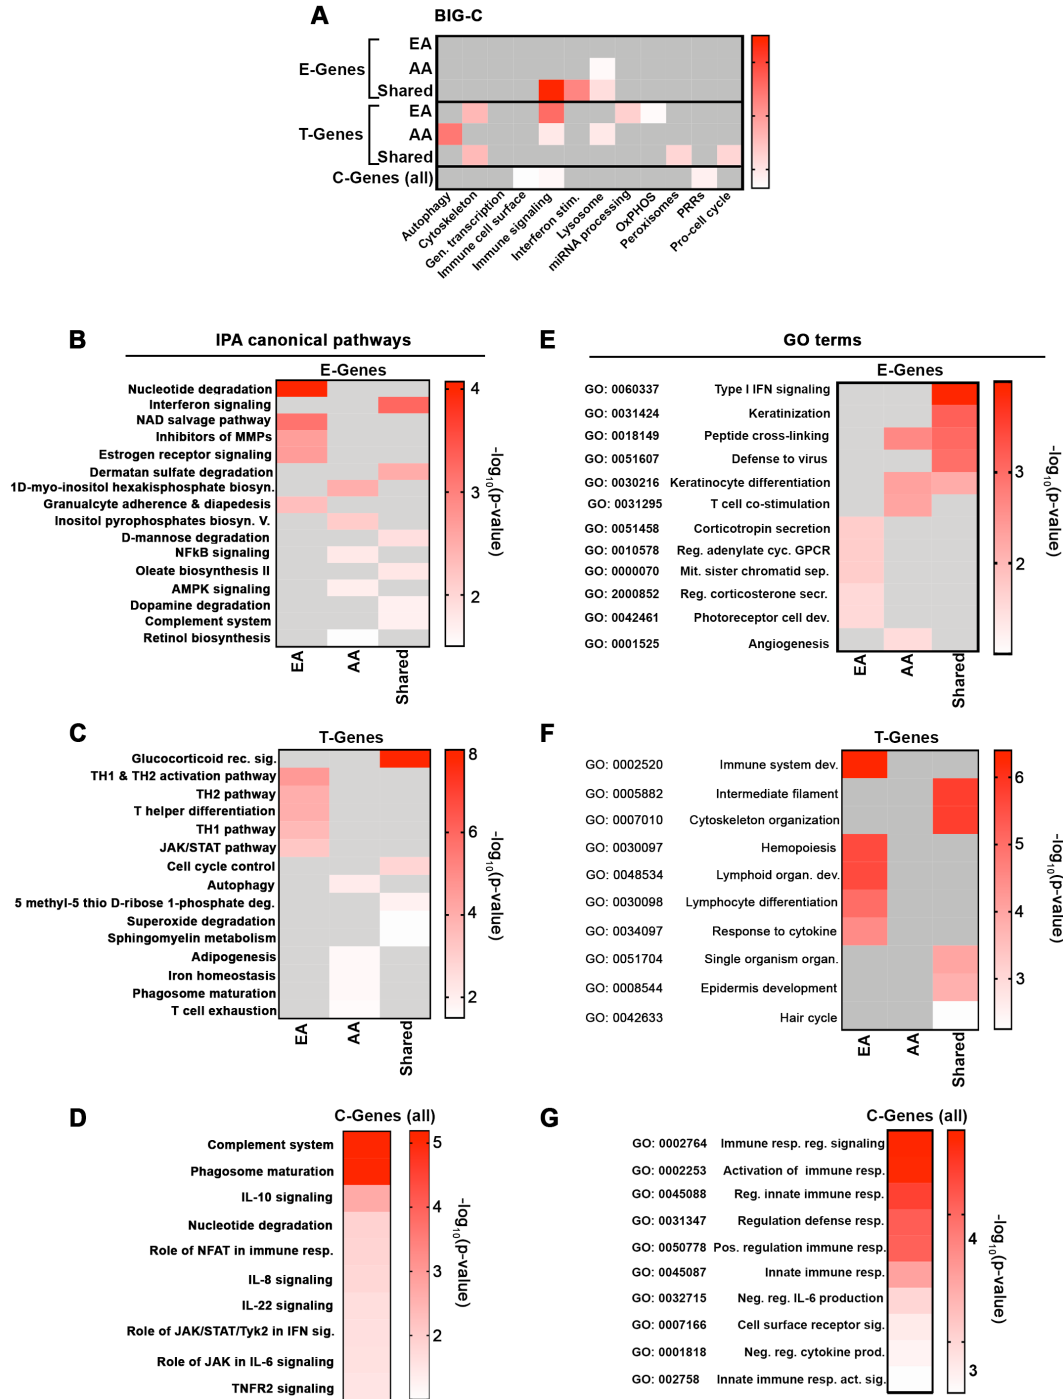 A
BIG-C
EA
E-Genes
AA
Shared
EA
T-Genes
AA
Shared
C-Genes (all)
Autophagy
Cytoskeleton
Gen. transcription
Immune cell surface
Immune signaling
Interferon stim.
Lysosome
miRNA processing
OxPHOS
Peroxisomes
PRRs
Pro-cell cycle
B
IPA canonical pathways
E-Genes
Nucleotide degradation
Interferon signaling
NAD salvage pathway
Inhibitors of MMPs
Estrogen receptor signaling
Dermatan sulfate degradation
1D-myo-inositol hexakisphosphate biosyn.
Granualcyte adherence & diapedesis
Inositol pyrophosphates biosyn. V.
D-mannose degradation
NFkB signaling
Oleate biosynthesis II
AMPK signaling
Dopamine degradation
Complement system
Retinol biosynthesis
EA
AA
Shared
4
3
2
-log10(p-value)
E
GO terms
E-Genes
GO: 0060337 Type I IFN signaling
GO: 0031424 Keratinization
GO: 0018149 Peptide cross-linking
GO: 0051607 Defense to virus
GO: 0030216 Keratinocyte differentiation
GO: 0031295 T cell co-stimulation
GO: 0051458 Corticotropin secretion
GO: 0010578 Reg. adenylate cyc. GPCR
GO: 0000070 Mit. sister chromatid sep.
GO: 2000852 Reg. corticosterone secr.
GO: 0042461 Photoreceptor cell dev.
GO: 0001525 Angiogenesis
EA
AA
Shared
3
2
-log10(p-value)
C
T-Genes
Glucocorticoid rec. sig.
TH1 & TH2 activation pathway
TH2 pathway
T helper differentiation
TH1 pathway
JAK/STAT pathway
Cell cycle control
Autophagy
5 methyl-5 thio D-ribose 1-phosphate deg.
Superoxide degradation
Sphingomyelin metabolism
Adipogenesis
Iron homeostasis
Phagosome maturation
T cell exhaustion
EA
AA
Shared
8
6
4
2
-log10(p-value)
F
T-Genes
GO: 0002520 Immune system dev.
GO: 0005882 Intermediate filament
GO: 0007010 Cytoskeleton organization
GO: 0030097 Hemopoiesis
GO: 0048534 Lymphoid organ. dev.
GO: 0030098 Lymphocyte differentiation
GO: 0034097 Response to cytokine
GO: 0051704 Single organism organ.
GO: 0008544 Epidermis development
GO: 0042633 Hair cycle
EA
AA
Shared
6
5
4
3
-log10(p-value)
D
C-Genes (all)
Complement system
Phagosome maturation
IL-10 signaling
Nucleotide degradation
Role of NFAT in immune resp.
IL-8 signaling
IL-22 signaling
Role of JAK/STAT/Tyk2 in IFN sig.
Role of JAK in IL-6 signaling
TNFR2 signaling
5
4
3
2
-log10(p-value)
G
C-Genes (all)
GO: 0002764 Immune resp. reg. signaling
GO: 0002253 Activation of immune resp.
GO: 0045088 Reg. innate immune resp.
GO: 0031347 Regulation defense resp.
GO: 0050778 Pos. regulation immune resp.
GO: 0045087 Innate immune resp.
GO: 0032715 Neg. reg. IL-6 production
GO: 0007166 Cell surface receptor sig.
GO: 0001818 Neg. reg. cytokine prod.
GO: 002758 Innate immune resp. act. sig.
4
3
-log10(p-value)